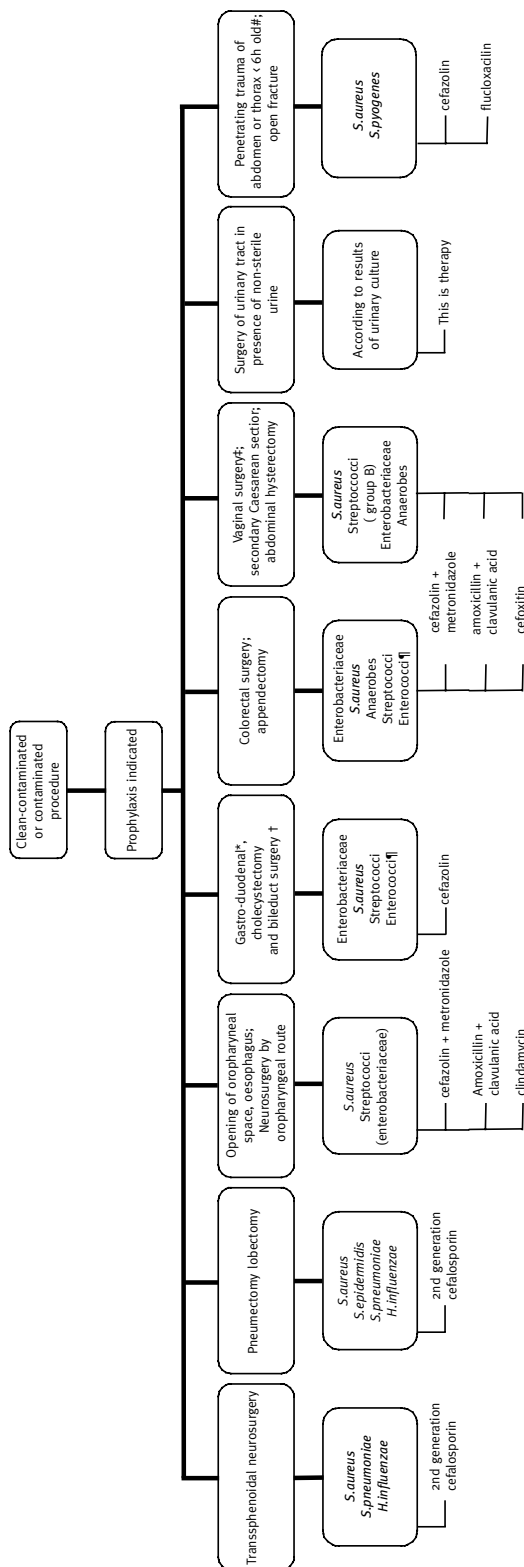 Clean-contaminated
or contaminated
procedure
Prophylaxis indicated
Transsphenoidal neurosurgery
S.aureus
S.pneumoniae
H.influenzae
2nd generation
cefalosporin
Pneumectomy lobectomy
S.aureus
S.epidermidis
S.pneumoniae
H.influenzae
2nd generation
cefalosporin
Opening of oropharyneal
space, oesophagus;
Neurosurgery by
oropharyngeal route
S.aureus
Streptococci
(enterobacteriaceae)
cefazolin + metronidazole
Amoxicillin +
clavulanic acid
clindamycin
Gastro-duodenal*,
cholecystectomy
and bileduct surgery †
Enterobacteriaceae
S.aureus
Streptococci
Enterococi¶
cefazolin
Colorectal surgery;
appendectomy
Enterobacteriaceae
S.aureus
Anaerobes
Streptococci
Enterococi¶
cefazolin +
metronidazole
amoxicillin +
clavulanic acid
cefoxitin
Vaginal surgery‡;
secondary Caesarean sectior;
abdominal hysterectomy
S.aureus
Streptoccocci
( group B)
Enterobacteriaceae
Anaerobes
Surgery of urinary tract in
presence of non-sterile
urine
According to results
of urinary culture
This is therapy
Penetrating trauma of
abdomen or thorax < 6h old#;
open fracture
S.aureus
S.pyogenes
cefazolin
flucloxacilin